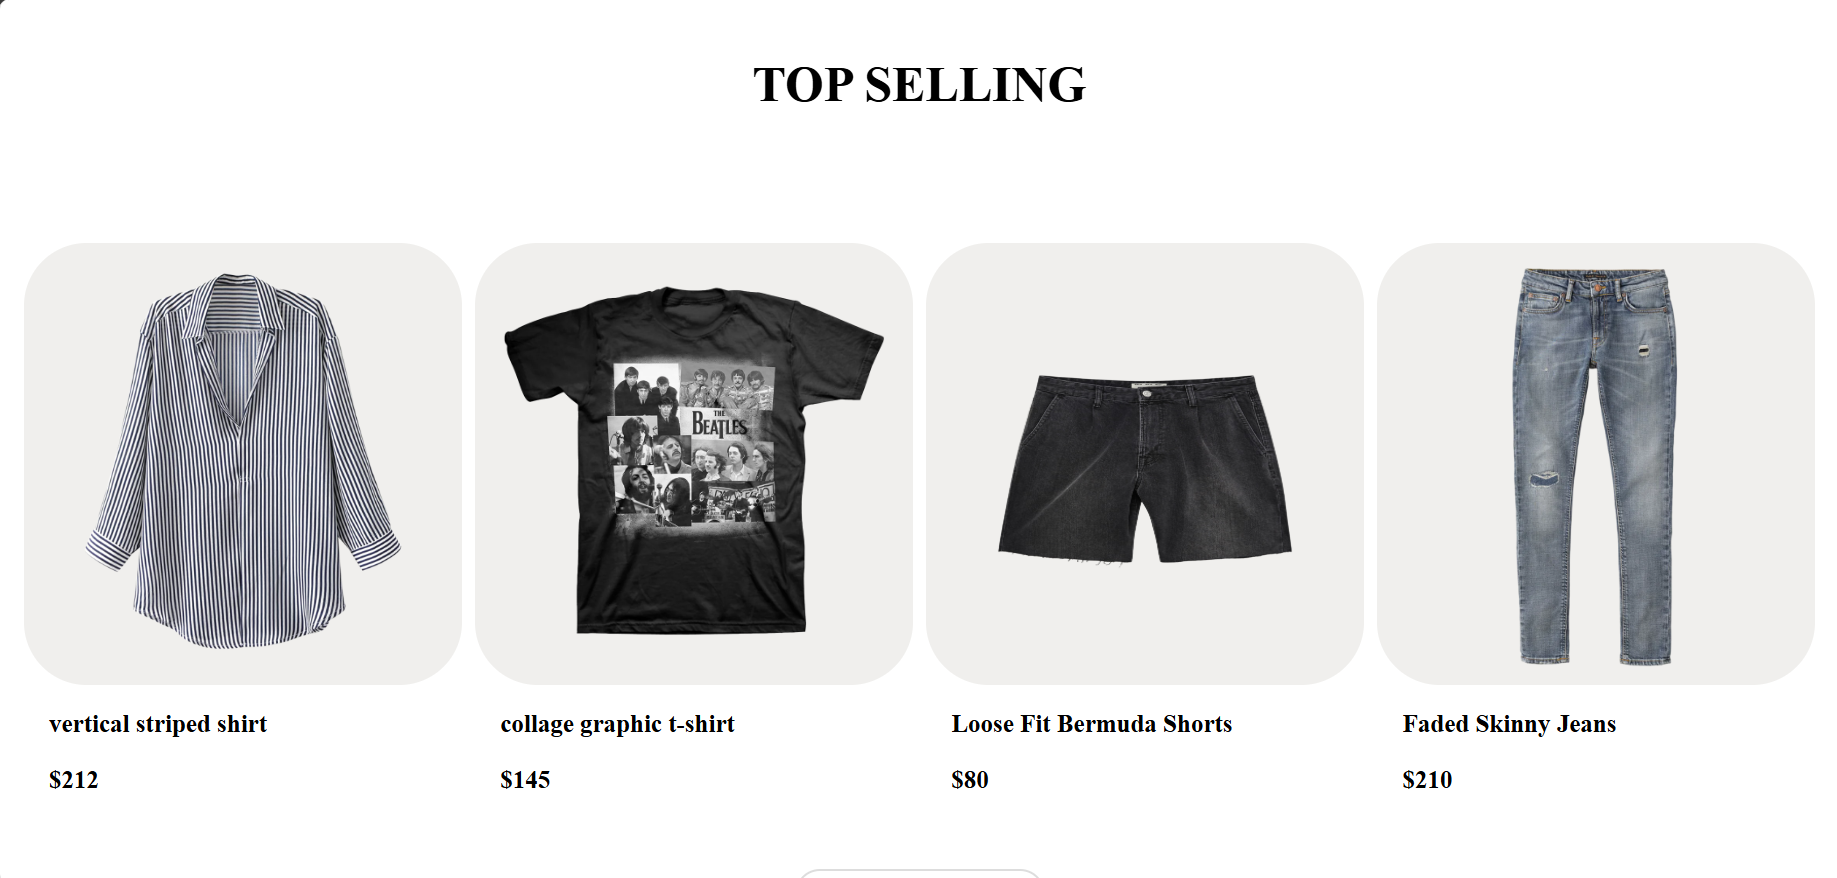 TOP SELLING
THE
BEATLES
vertical striped shirt
collage graphic t-shirt
Loose Fit Bermuda Shorts
Faded Skinny Jeans
$212
$145
$80
$210